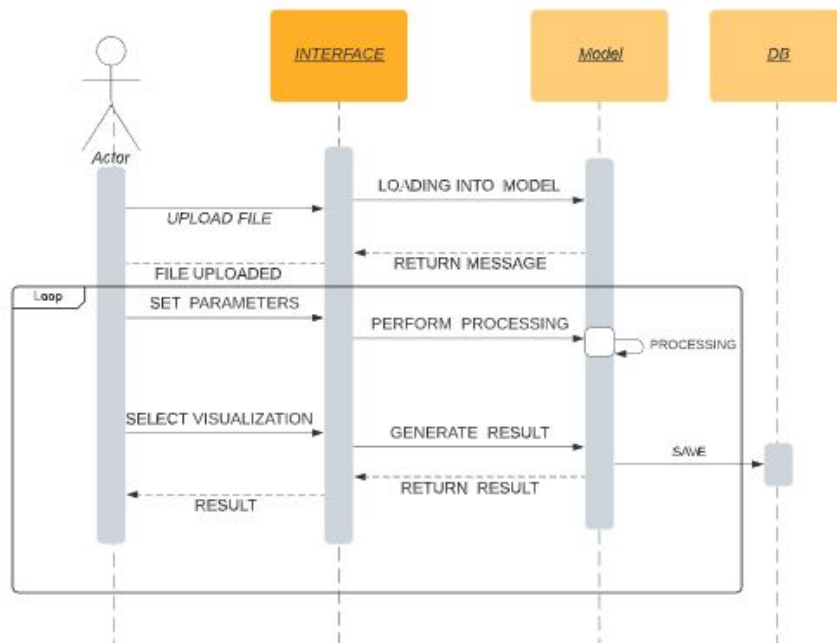 INTERFACE
Model
DB
Actor
LOADING INTO MODEL
UPLOAD FILE
RETURN MESSAGE
FILE UPLOADED
Loop
SET PARAMETERS
PERFORM PROCESSING
PROCESSING
SELECT VISUALIZATION
GENERATE RESULT
SAVE
RETURN RESULT
RESULT